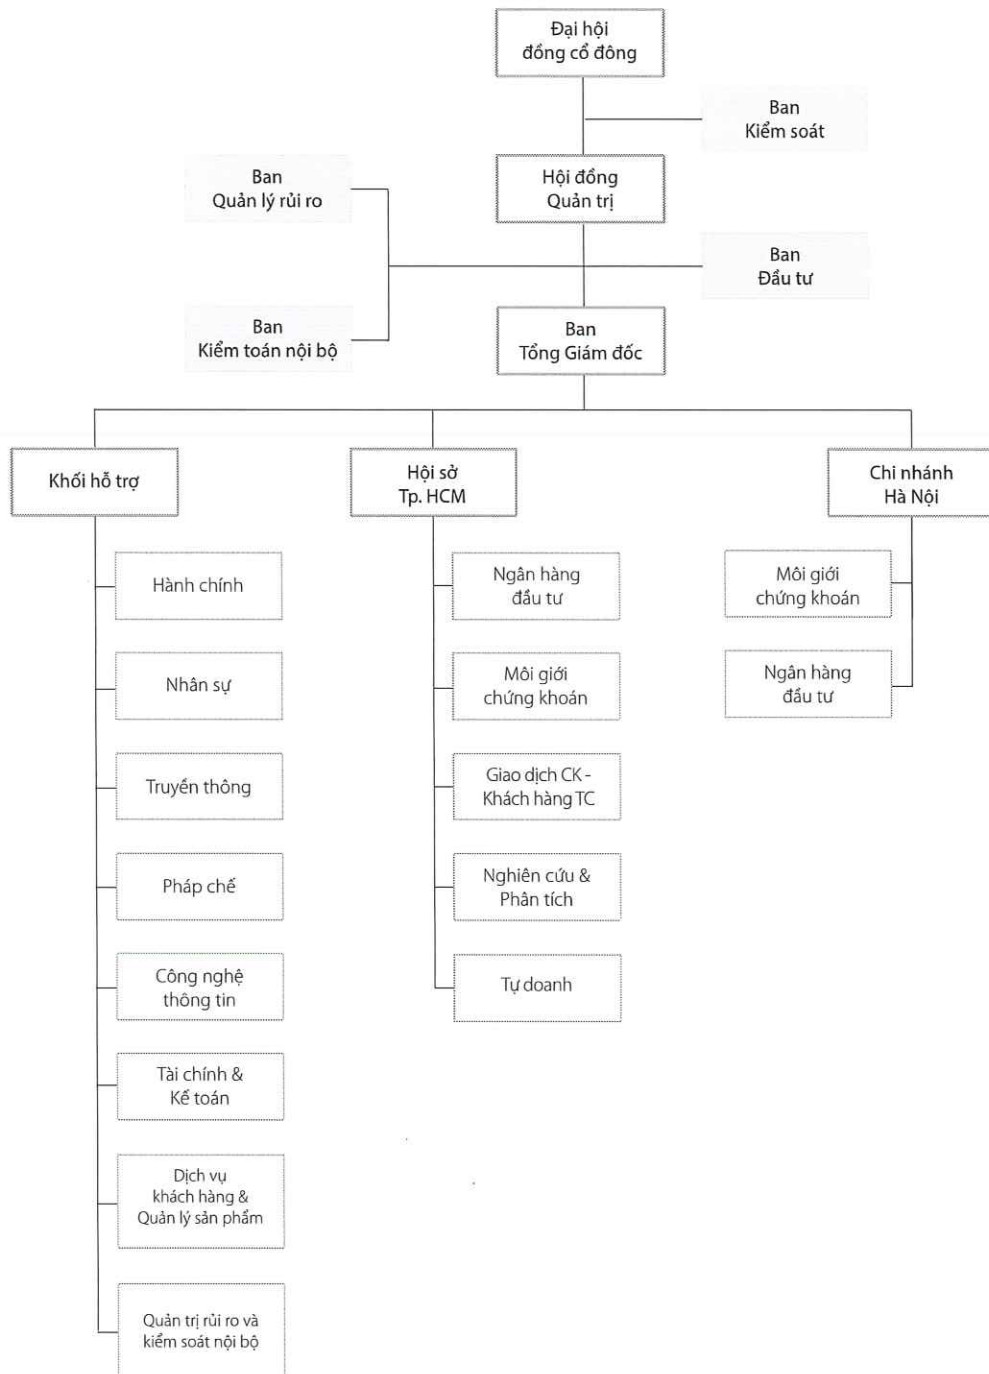 Đại hội
đồng cổ đông
Ban
Kiểm soát
Ban
Quản lý rủi ro
Hội đồng
Quản trị
Ban
Đầu tư
Ban
Kiểm toán nội bộ
Ban
Tổng Giám đốc
Khối hỗ trợ
Hội sở
Tp. HCM
Chi nhánh
Hà Nội
Hành chính
Nhân sự
Truyền thông
Pháp chế
Công nghệ
thông tin
Tài chính &
Kế toán
Dịch vụ
khách hàng &
Quản lý sản phẩm
Quản trị rủi ro và
kiểm soát nội bộ
Ngân hàng
đầu tư
Môi giới
chứng khoán
Giao dịch CK -
Khách hàng TC
Nghiên cứu &
Phân tích
Tự doanh
Môi giới
chứng khoán
Ngân hàng
đầu tư